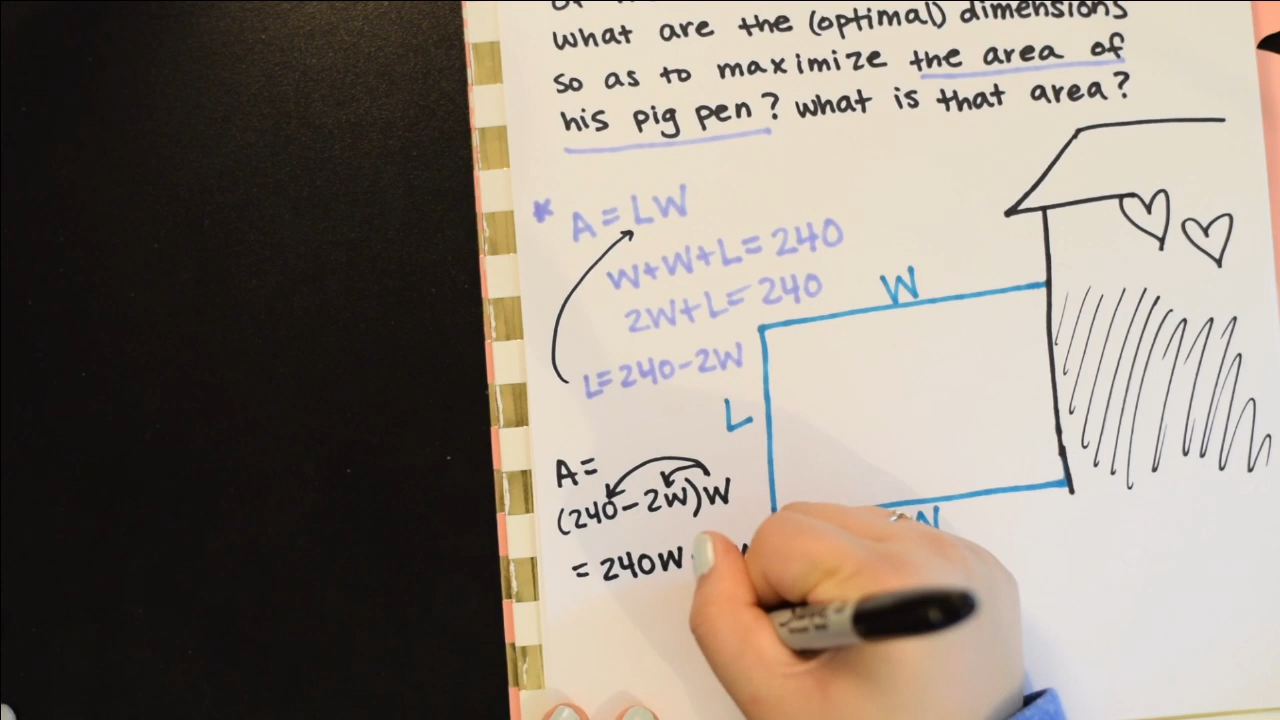 what are the (optimal) dimensions
so as to maximize the area of
his pig pen? what is that area?
* A = LW
W+W+L = 240
2W+L = 240
L = 240-2W
W
L
A =
(240-2W)W
W
= 240W